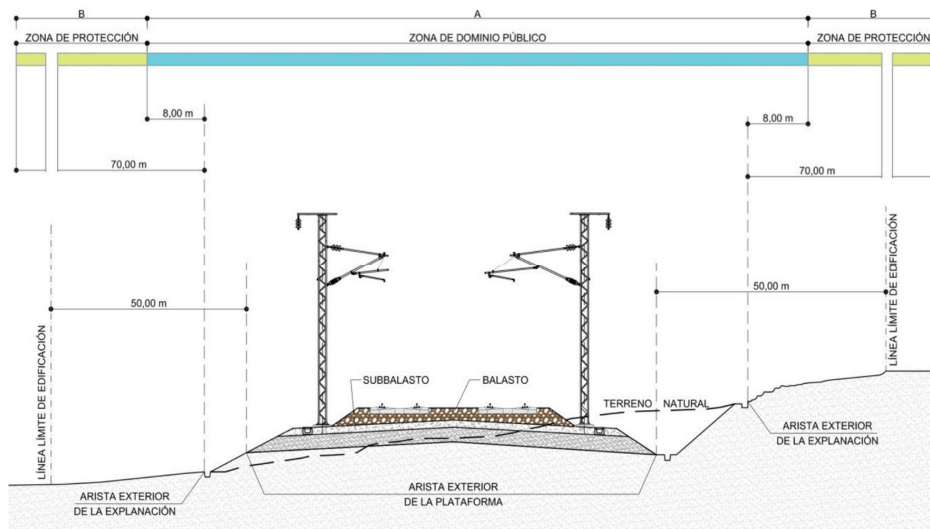 B
A
B
ZONA DE PROTECCIÓN
ZONA DE DOMINIO PÚBLICO
ZONA DE PROTECCIÓN
8,00 m
8,00 m
70,00 m
70,00 m
50,00 m
50,00 m
LÍNEA LÍMITE DE EDIFICACIÓN
LÍNEA LÍMITE DE EDIFICACIÓN
SUBBALASTO
BALASTO
TERRENO NATURAL
ARISTA EXTERIOR
DE LA EXPLANACIÓN
ARISTA EXTERIOR
DE LA PLATAFORMA
ARISTA EXTERIOR
DE LA EXPLANACIÓN